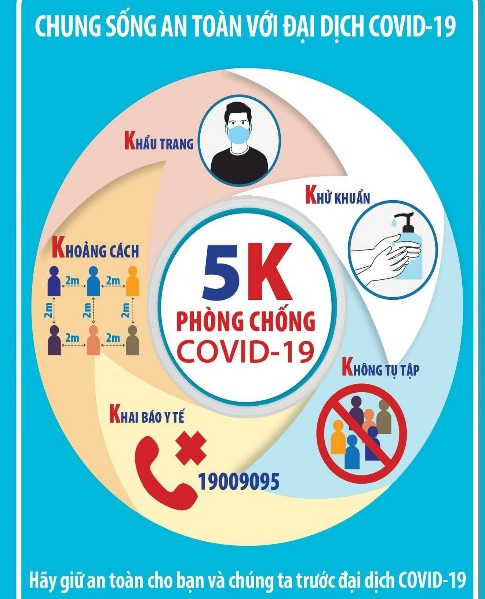 CHUNG SỐNG AN TOÀN VỚI ĐẠI DỊCH COVID-19
KHẨU TRANG
KHỬ KHUẨN
KHOẢNG CÁCH
2m 2m
2m 2m
2m 2m
5K
PHÒNG CHỐNG
COVID-19
KHÔNG TỤ TẬP
KHAI BÁO Y TẾ
19009095
Hãy giữ an toàn cho bạn và chúng ta trước đại dịch COVID-19